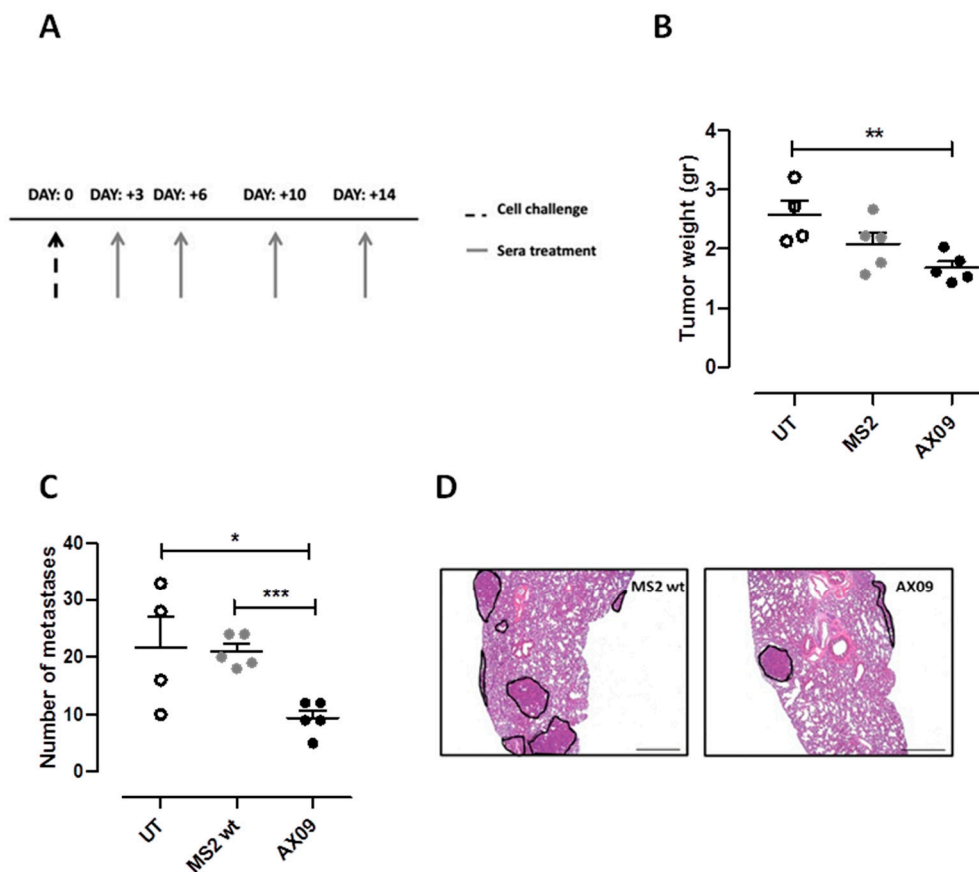 A
DAY: 0 DAY: +3 DAY: +6 DAY: +10 DAY: +14
Cell challenge
Sera treatment
B
Tumor weight (gr)
4
3
2
1
0
**
UT
MS2
AX09
C
Number of metastases
40
30
20
10
0
*
***
UT
MS2 wt
AX09
D
MS2 wt
AX09